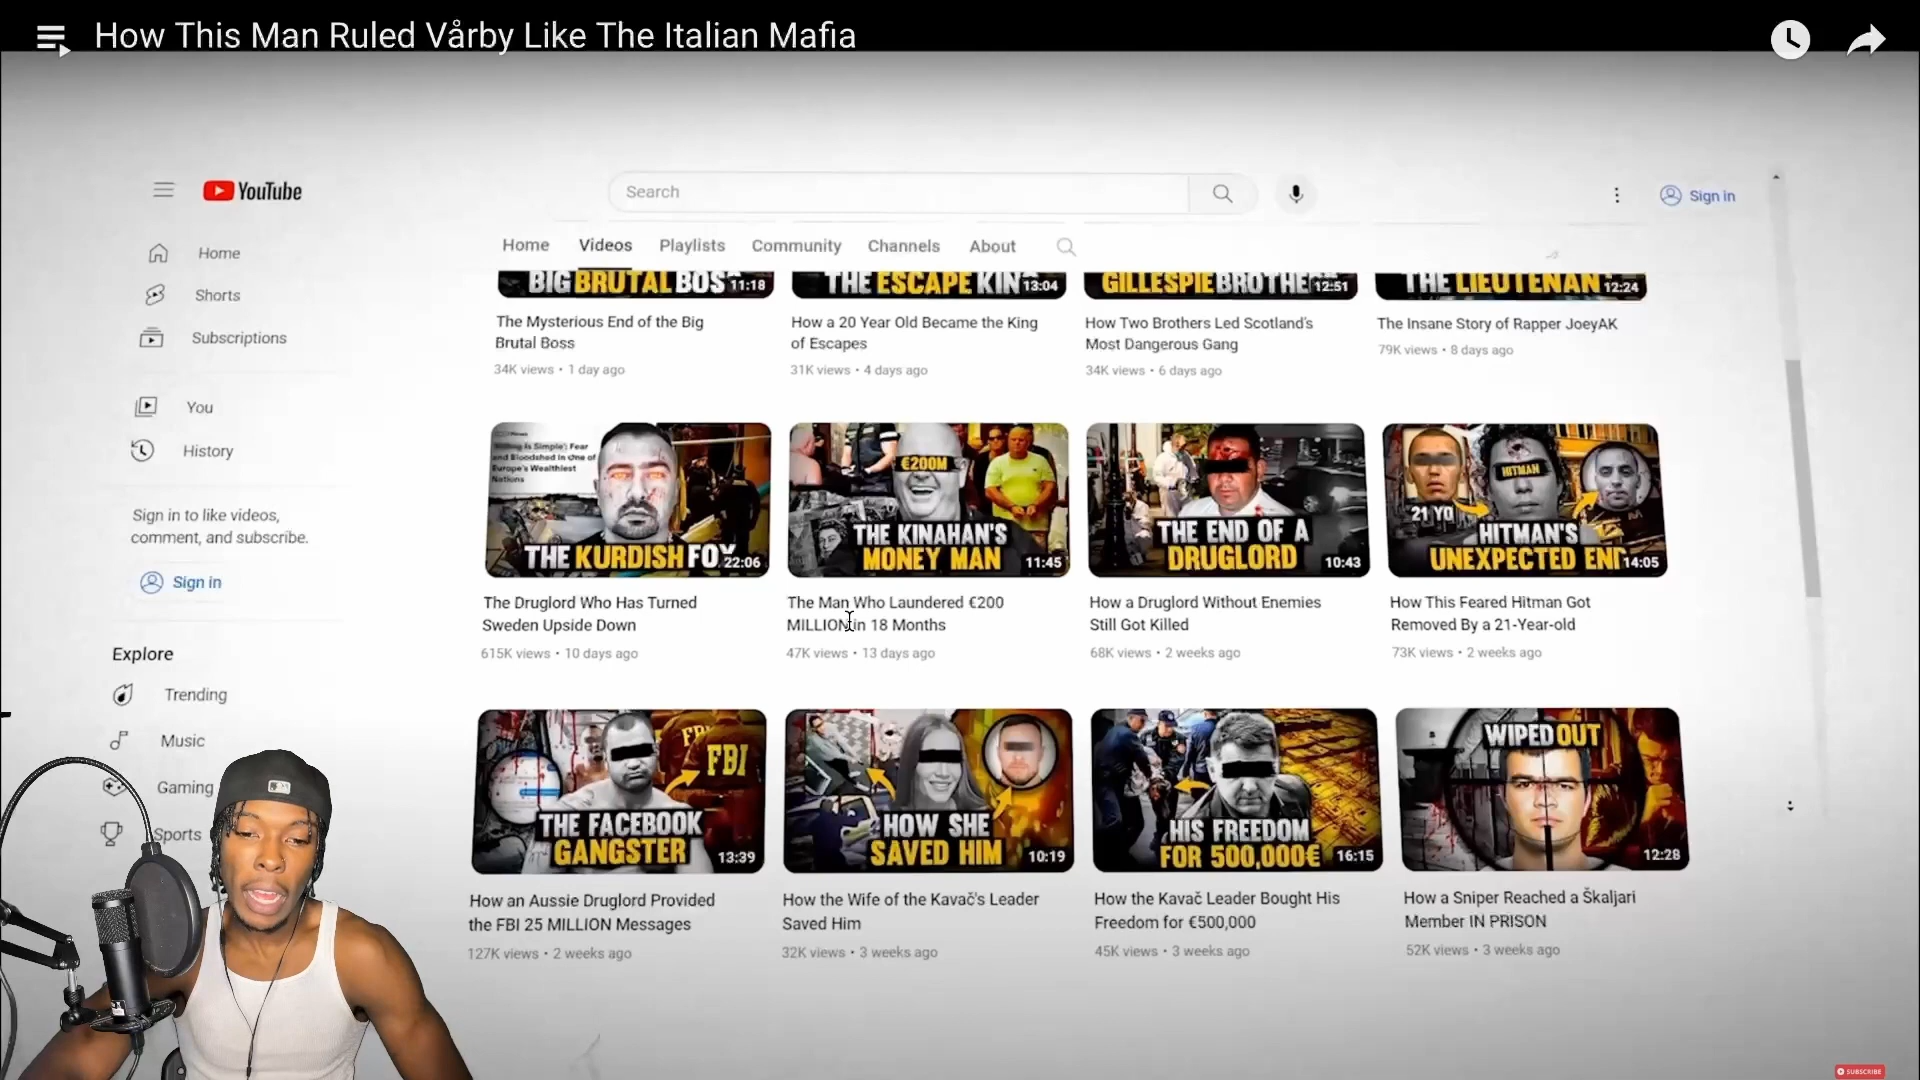 How This Man Ruled Vårby Like The Italian Mafia
YouTube
Search
Sign in
Home
Shorts
Subscriptions
You
History
Sign in to like videos,
comment, and subscribe.
Sign in
Explore
Trending
Music
Gaming
Sports
Home Videos Playlists Community Channels About
BIG BRUTAL BOS 11:18
The Mysterious End of the Big
Brutal Boss
34K views • 1 day ago
THE ESCAPE KIN 13:04
How a 20 Year Old Became the King
of Escapes
31K views • 4 days ago
GILLESPIE BROTHE 12:51
How Two Brothers Led Scotland's
Most Dangerous Gang
34K views • 6 days ago
THE LIEUTENAN 12:24
The Insane Story of Rapper JoeyAK
79K views • 8 days ago
Killing Is Simple': Fear
and Bloodshed in One of
Europe's Wealthiest
Nations
THE KURDISH FOX 22:06
The Druglord Who Has Turned
Sweden Upside Down
615K views • 10 days ago
€200M
THE KINAHAN'S
MONEY MAN 11:45
The Man Who Laundered €200
MILLION in 18 Months
47K views • 13 days ago
THE END OF A
DRUGLORD 10:43
How a Druglord Without Enemies
Still Got Killed
68K views • 2 weeks ago
HITMAN
21 YO
HITMAN'S
UNEXPECTED END 14:05
How This Feared Hitman Got
Removed By a 21-Year-old
73K views • 2 weeks ago
FBI
THE FACEBOOK
GANGSTER 13:39
How an Aussie Druglord Provided
the FBI 25 MILLION Messages
127K views • 2 weeks ago
HOW SHE
SAVED HIM 10:19
How the Wife of the Kavač's Leader
Saved Him
32K views • 3 weeks ago
HIS FREEDOM
FOR 500,000€ 16:15
How the Kavač Leader Bought His
Freedom for €500,000
45K views • 3 weeks ago
WIPED OUT
12:28
How a Sniper Reached a Škaljari
Member IN PRISON
52K views • 3 weeks ago
SUBSCRIBE